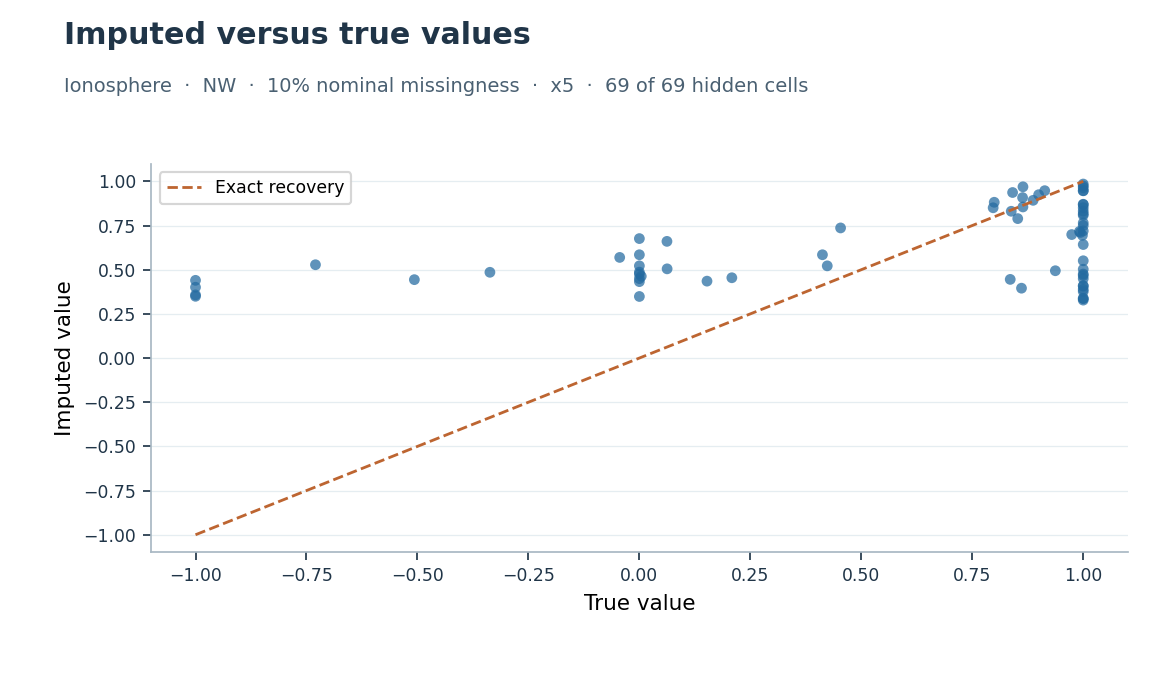 Imputed versus true values
Ionosphere · NW · 10% nominal missingness · x5 · 69 of 69 hidden cells
Exact recovery
Imputed value
1.00
0.75
0.50
0.25
0.00
−0.25
−0.50
−0.75
−1.00
−1.00 −0.75 −0.50 −0.25 0.00 0.25 0.50 0.75 1.00
True value